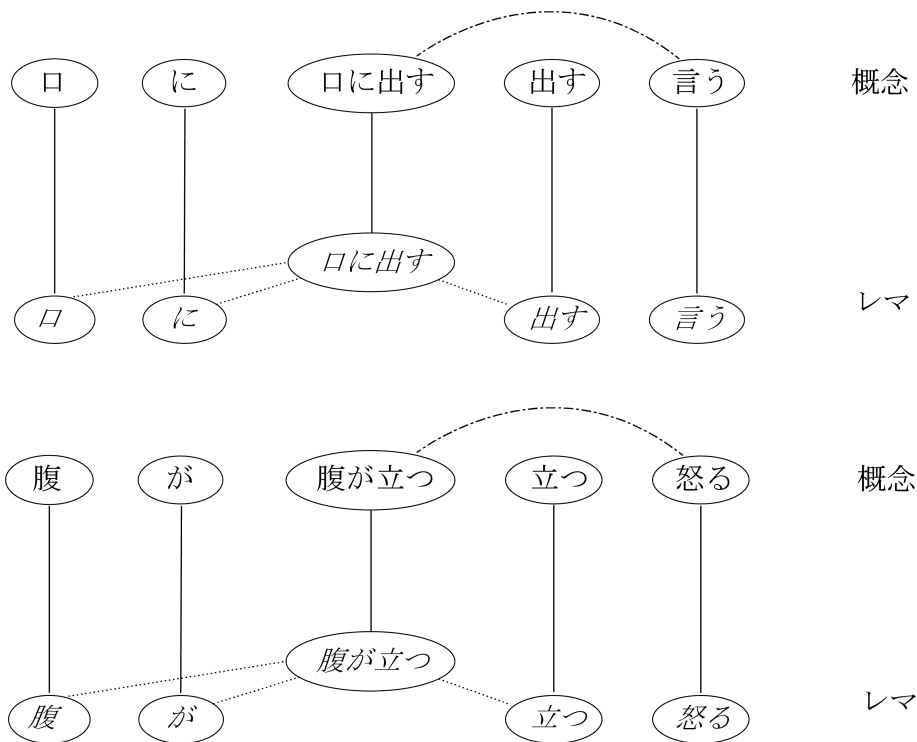 口 に 口に出す 出す 言う 概念
口に出す
口 に 出す 言う レマ
腹 が 腹が立つ 立つ 怒る 概念
腹が立つ
腹 が 立つ 怒る レマ